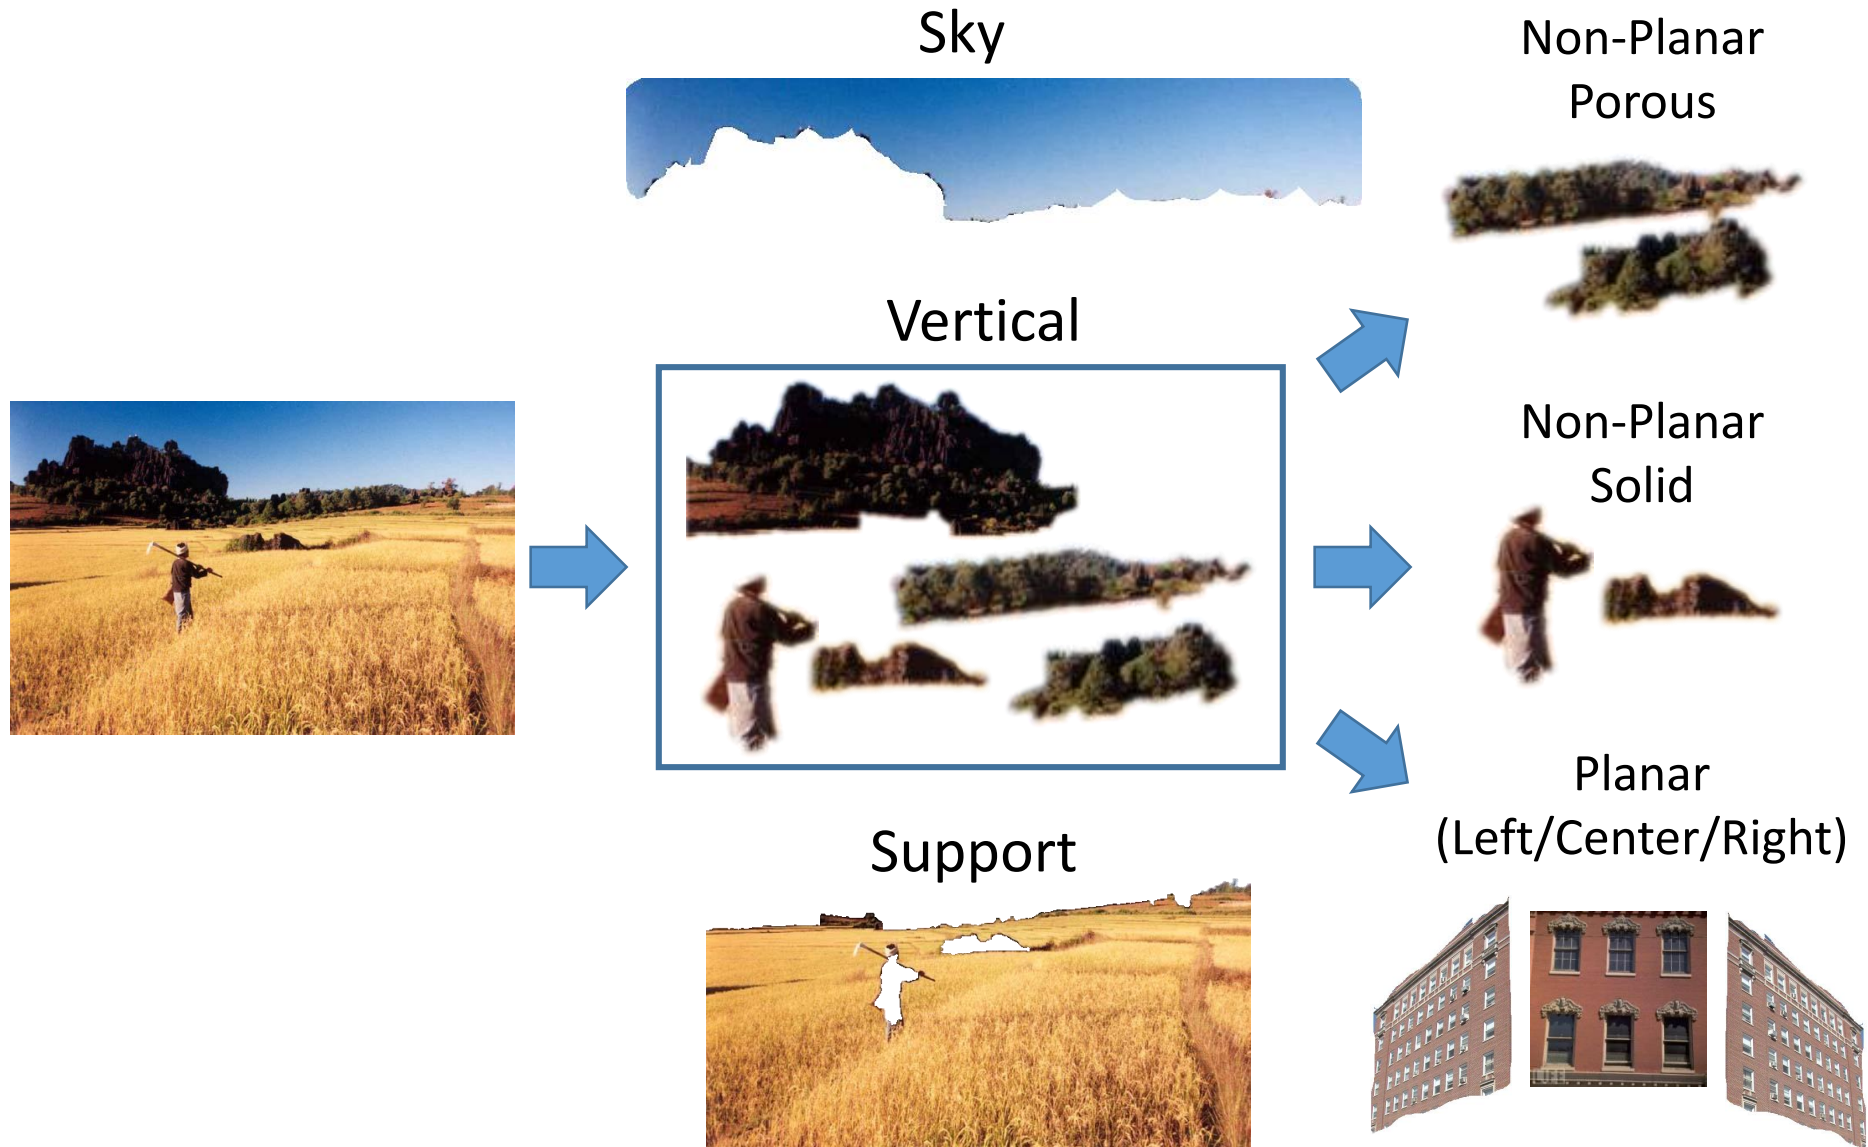 Sky
Vertical
Support
Non-Planar
Porous
Non-Planar
Solid
Planar
(Left/Center/Right)